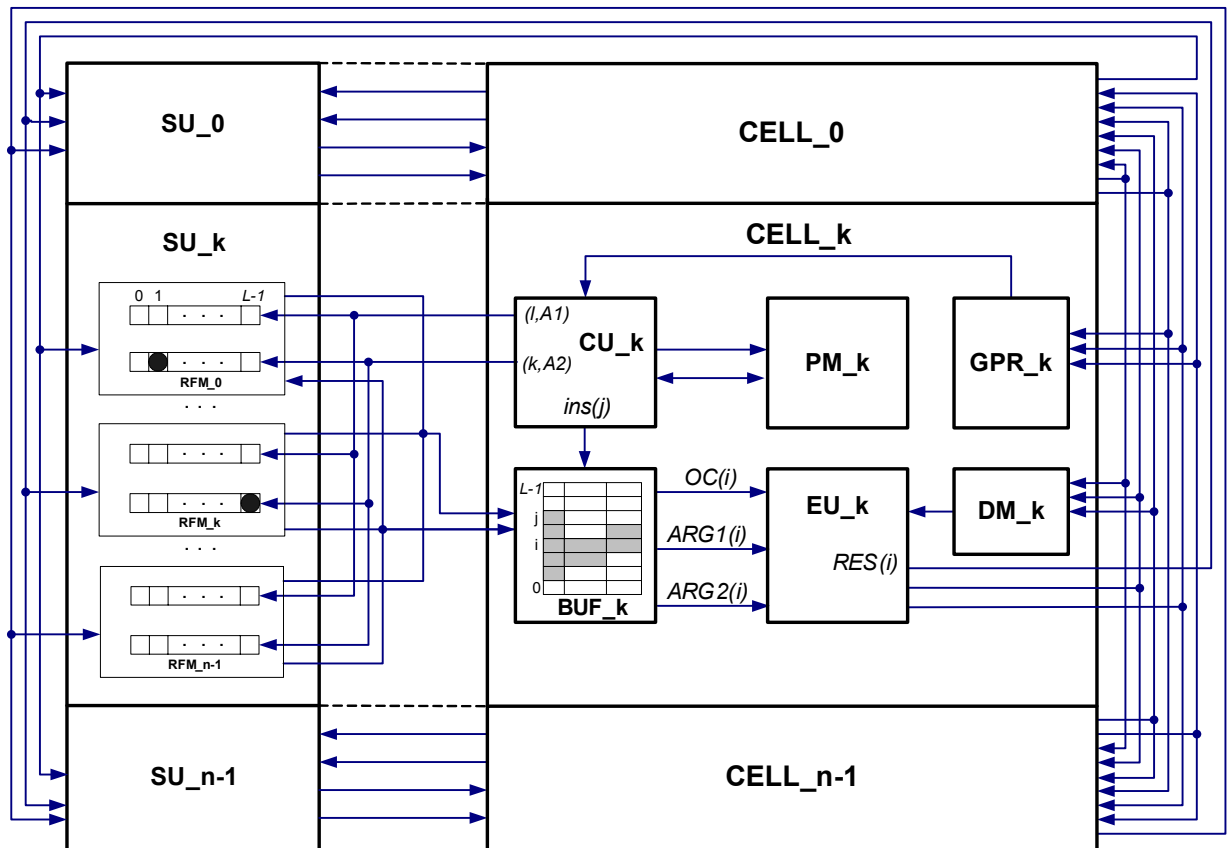 SU_0
CELL_0
SU_k
CELL_k
0 1 L-1
. . .
. . .
RFM_0
. . .
. . .
. . .
RFM_k
. . .
. . .
. . .
RFM_n-1
(I,A1)
CU_k
(k,A2)
ins(j)
PM_k
GPR_k
L-1
j
i
0
BUF_k
OC(i)
ARG1(i)
ARG2(i)
EU_k
RES(i)
DM_k
SU_n-1
CELL_n-1